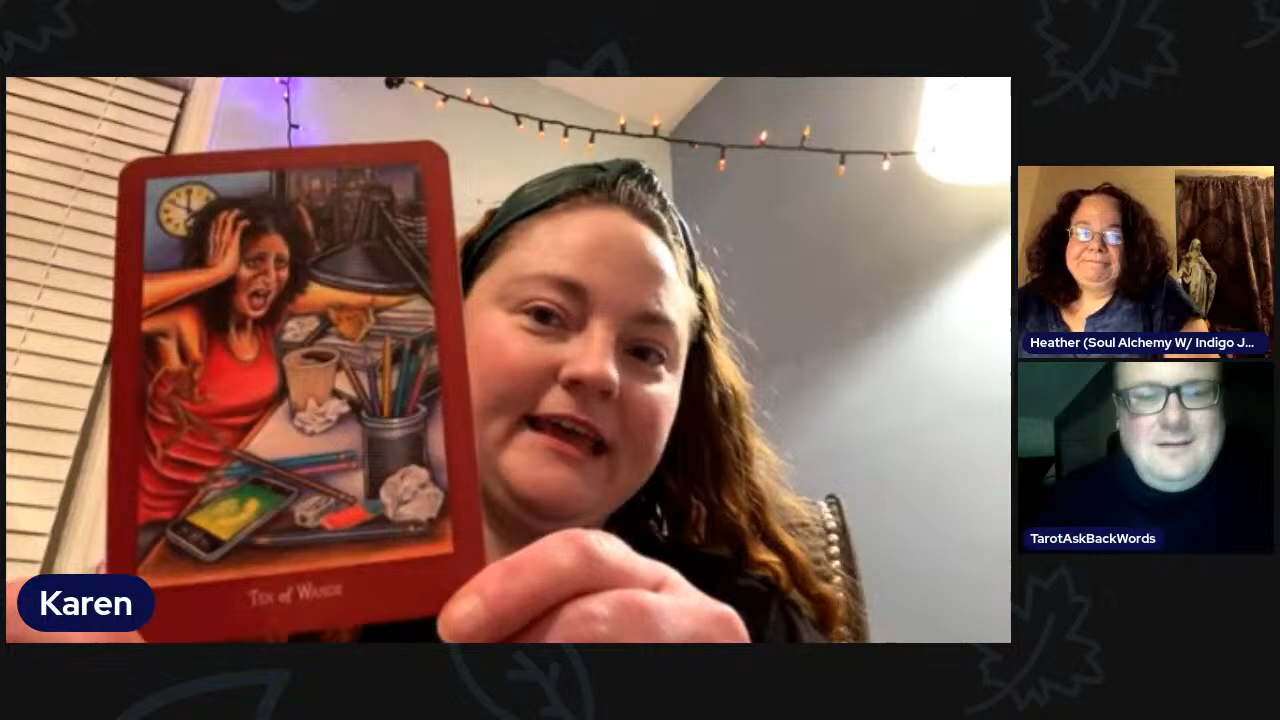 Ten of Wands
Karen
Heather (Soul Alchemy W/ Indigo J...
TarotAskBackWords